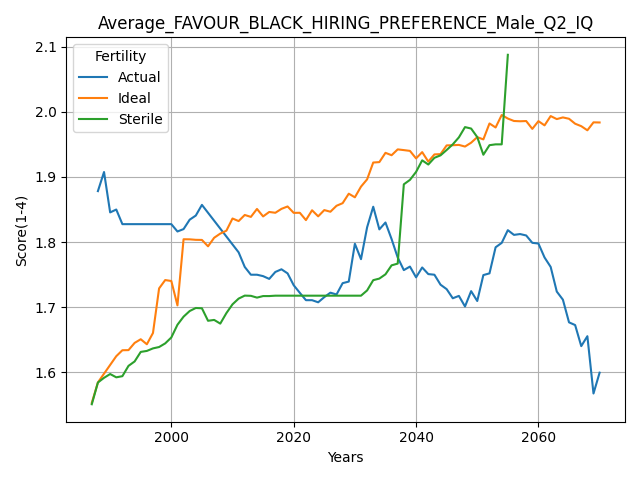 Average_FAVOUR_BLACK_HIRING_PREFERENCE_Male_Q2_IQ
Fertility
Actual
Ideal
Sterile
Score(1-4)
2.1
2.0
1.9
1.8
1.7
1.6
2000 2020 2040 2060
Years